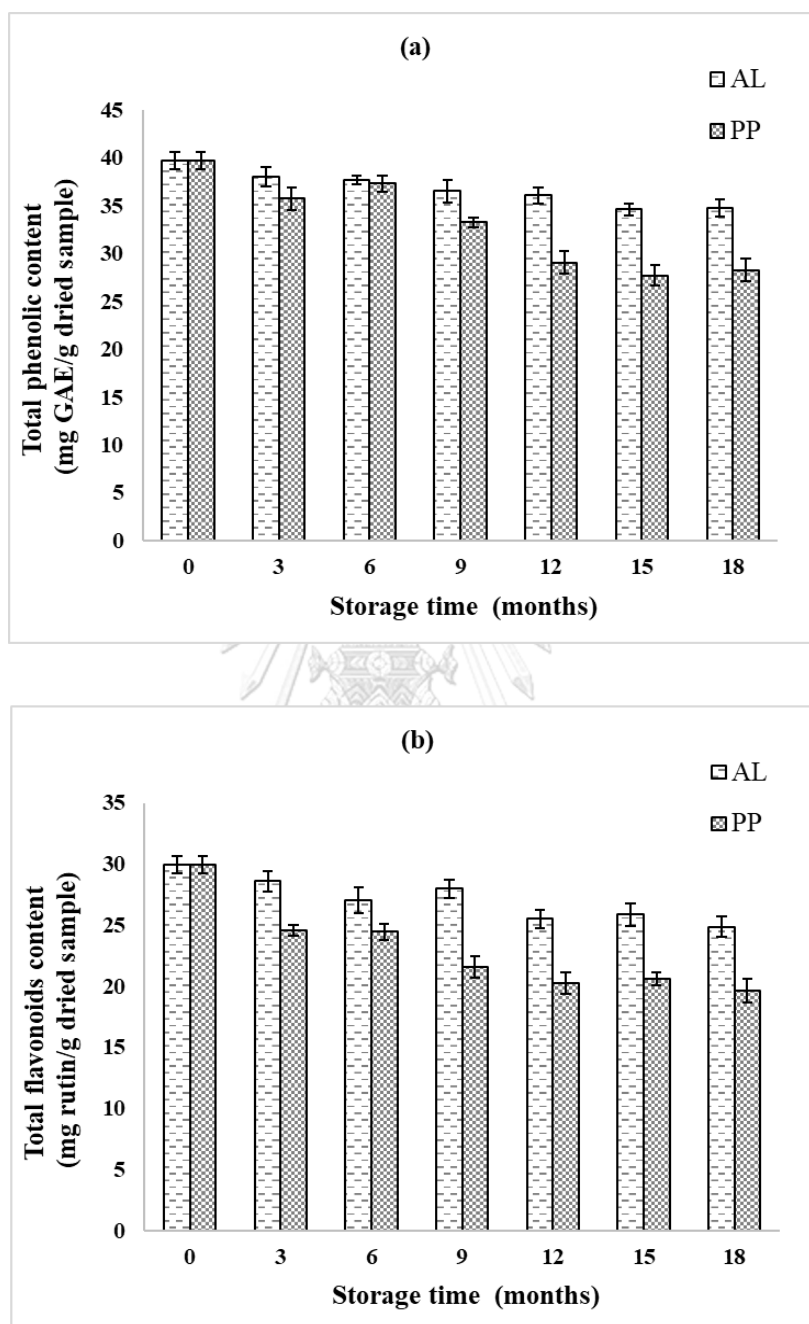 (a)
AL
PP
45
40
35
30
25
20
15
10
5
0
Total phenolic content
(mg GAE/g dried sample)
0 3 6 9 12 15 18
Storage time (months)
(b)
AL
PP
35
30
25
20
15
10
5
0
Total flavonoids content
(mg rutin/g dried sample)
0 3 6 9 12 15 18
Storage time (months)